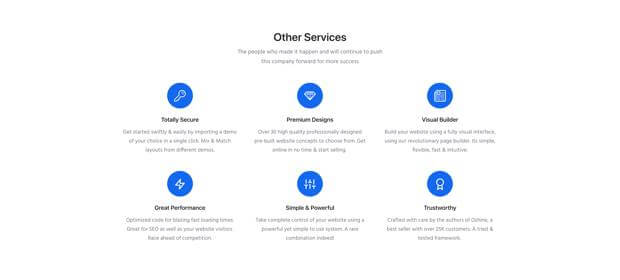 Other Services
The people who made it happen and will continue to push
this company forward for more success.
Totally Secure
Get started swiftly & easily by importing a demo
of your choice in a single click. Mix & Match
layouts from different demos.
Premium Designs
Over 30 high quality professionally designed
pre-built website concepts to choose from. Get
online in no time & start selling.
Visual Builder
Build your website using a fully visual interface,
using our revolutionary page builder. Its simple,
flexible, fast & intuitive.
Great Performance
Optimized code for blazing fast loading times.
Great for SEO as well as your website visitors.
Race ahead of competition.
Simple & Powerful
Take complete control of your website using a
powerful yet simple to use system. A rare
combination indeed!
Trustworthy
Crafted with care by the authors of Oshine, a
best seller with over 25K customers. A tried &
tested framework.